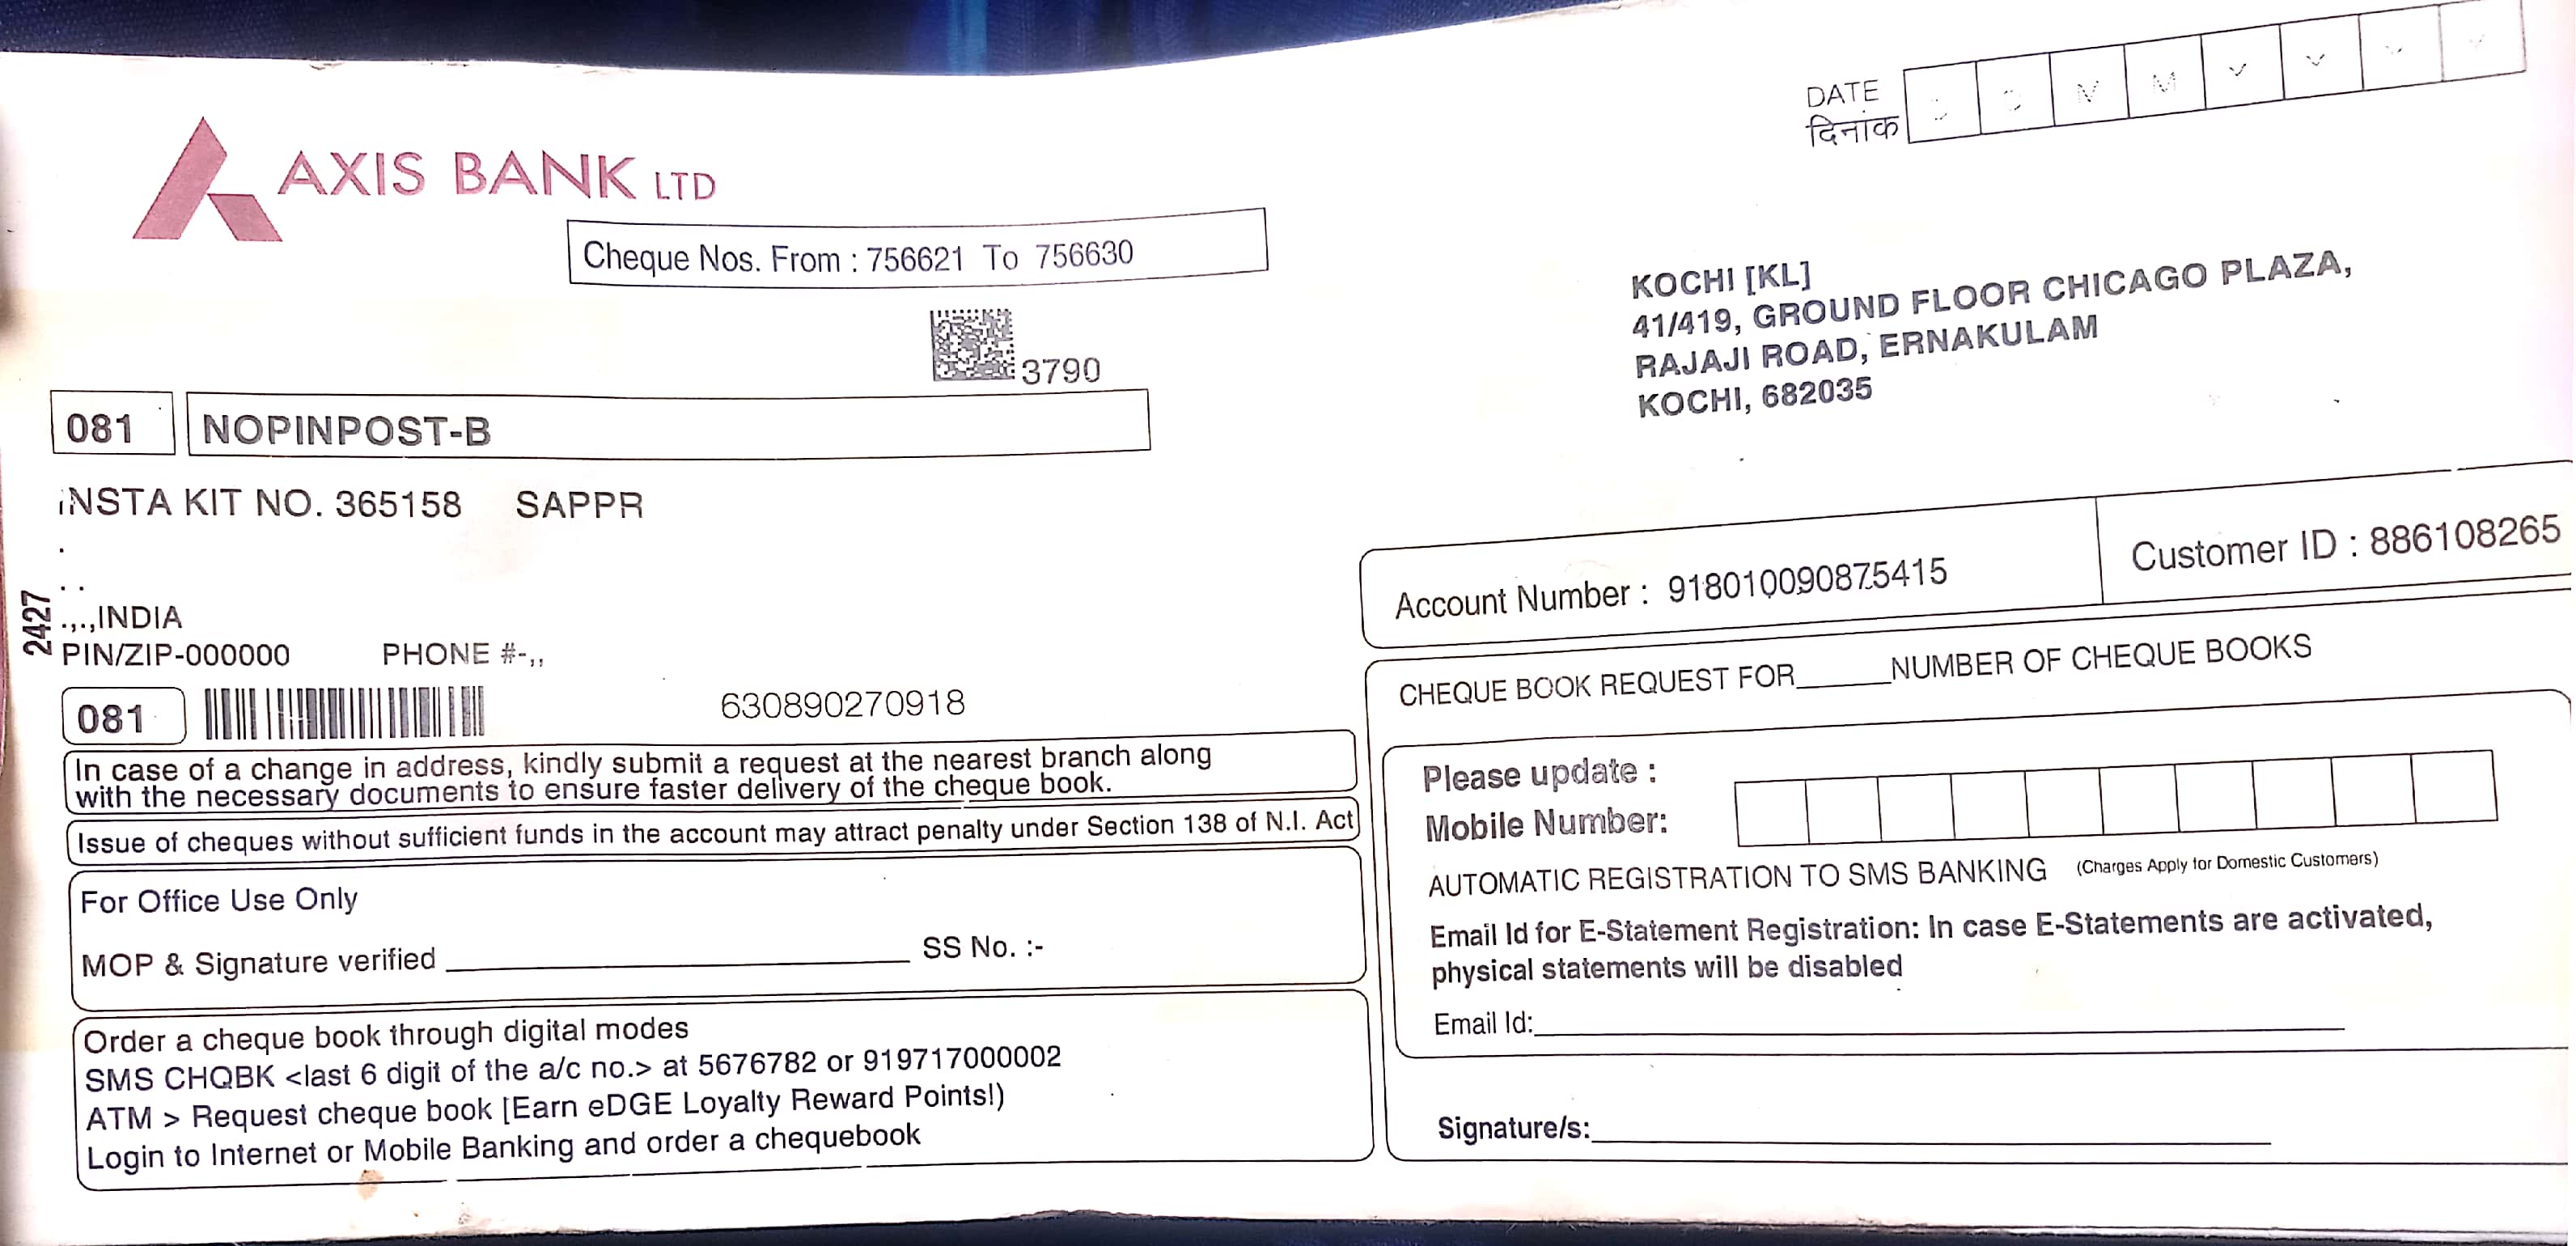 DATE
दिनांक
D D M M Y Y Y Y
AXIS BANK LTD
Cheque Nos. From : 756621 To 756630
3790
KOCHI [KL]
41/419, GROUND FLOOR CHICAGO PLAZA,
RAJAJI ROAD, ERNAKULAM
KOCHI, 682035
081 NOPINPOST-B
INSTA KIT NO. 365158 SAPPR
.
. .
.,.,INDIA
PIN/ZIP-000000 PHONE #-,,
2427
081 630890270918
In case of a change in address, kindly submit a request at the nearest branch along
with the necessary documents to ensure faster delivery of the cheque book.
Issue of cheques without sufficient funds in the account may attract penalty under Section 138 of N.I. Act
For Office Use Only
MOP & Signature verified SS No. :-
Order a cheque book through digital modes
SMS CHQBK <last 6 digit of the a/c no.> at 5676782 or 919717000002
ATM > Request cheque book [Earn eDGE Loyalty Reward Points!)
Login to Internet or Mobile Banking and order a chequebook
Account Number : 918010090875415 Customer ID : 886108265
CHEQUE BOOK REQUEST FOR______NUMBER OF CHEQUE BOOKS
Please update :
Mobile Number:
AUTOMATIC REGISTRATION TO SMS BANKING (Charges Apply for Domestic Customers)
Email Id for E-Statement Registration: In case E-Statements are activated,
physical statements will be disabled
Email Id:
Signature/s: